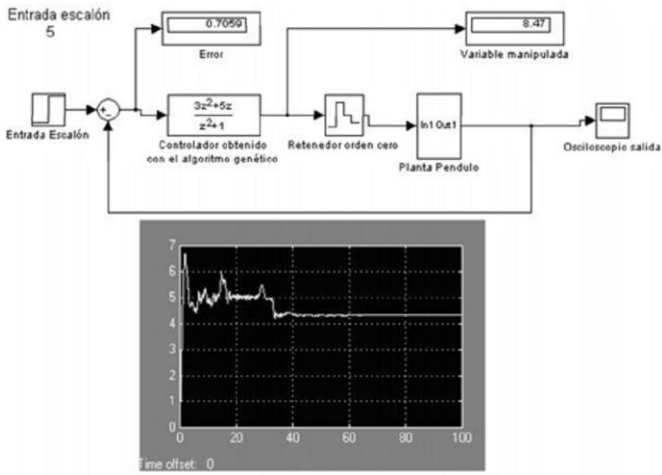 Entrada escalón
5
0.7059
Error
8.47
Variable manipulada
Entrada Escalón
3z²+5z
z²+1
Controlador obtenido
con el algoritmo genético
Retenedor orden cero
In1 Out1
Planta Pendulo
Osciloscopio salida
7
6
5
4
3
2
1
0
0
20
40
60
80
100
Time offset: 0